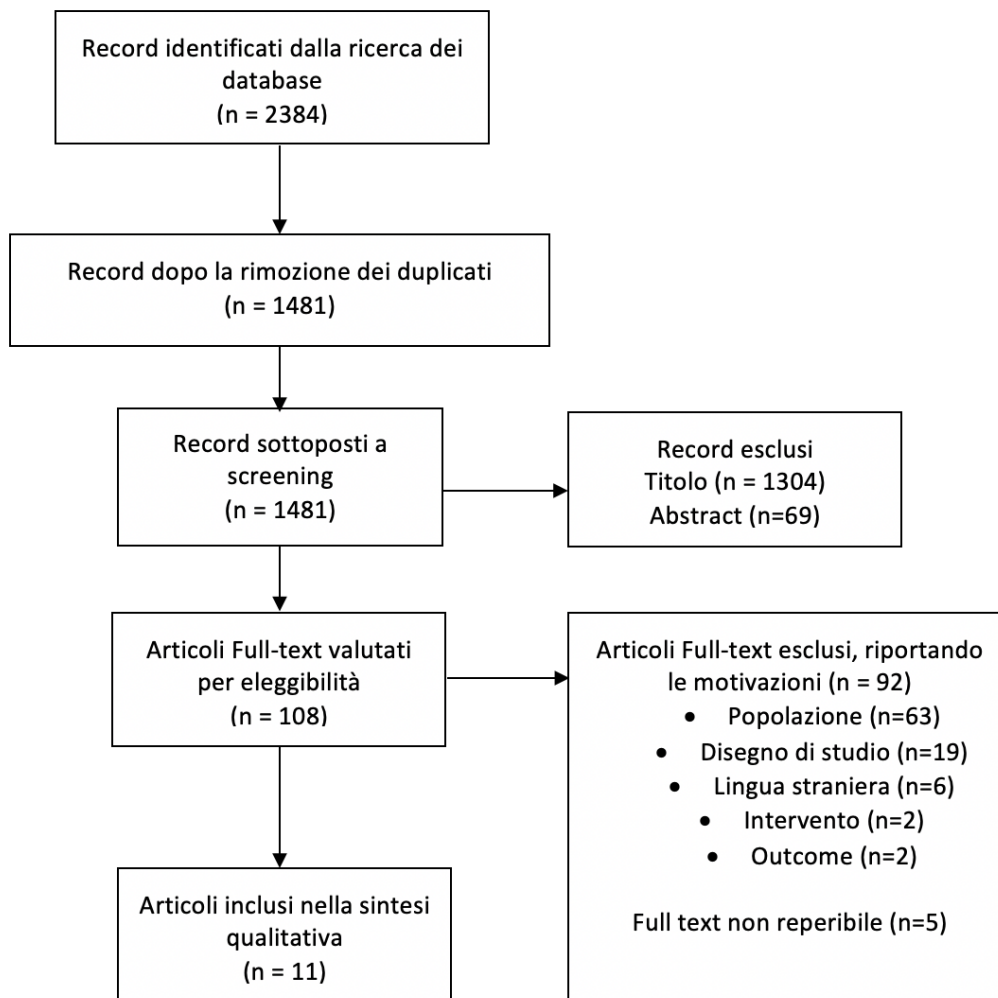 Record identificati dalla ricerca dei
database
(n = 2384)
Record dopo la rimozione dei duplicati
(n = 1481)
Record sottoposti a
screening
(n = 1481)
Record esclusi
Titolo (n = 1304)
Abstract (n=69)
Articoli Full-text valutati
per eleggibilità
(n = 108)
Articoli Full-text esclusi, riportando
le motivazioni (n = 92)
• Popolazione (n=63)
• Disegno di studio (n=19)
• Lingua straniera (n=6)
• Intervento (n=2)
• Outcome (n=2)
Full text non reperibile (n=5)
Articoli inclusi nella sintesi
qualitativa
(n = 11)